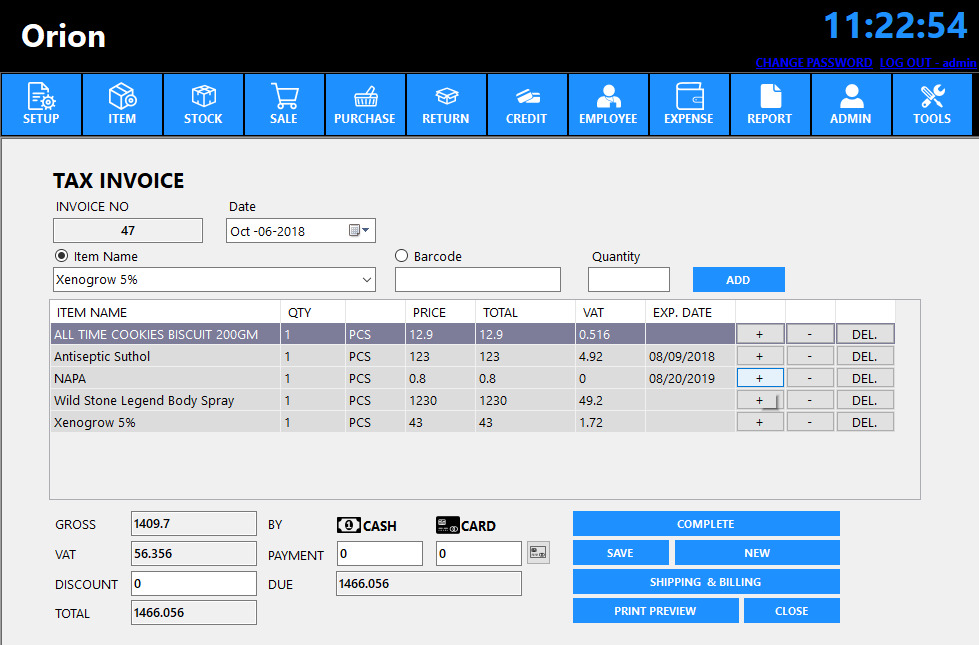 Orion
11:22:54
CHANGE PASSWORD LOG OUT - admin
SETUP ITEM STOCK SALE PURCHASE RETURN CREDIT EMPLOYEE EXPENSE REPORT ADMIN TOOLS
TAX INVOICE
INVOICE NO Date
47 Oct -06-2018
Item Name Barcode Quantity
Xenogrow 5% ADD
ITEM NAME QTY PRICE TOTAL VAT EXP. DATE
ALL TIME COOKIES BISCUIT 200GM 1 PCS 12.9 12.9 0.516 + - DEL.
Antiseptic Suthol 1 PCS 123 123 4.92 08/09/2018 + - DEL.
NAPA 1 PCS 0.8 0.8 0 08/20/2019 + - DEL.
Wild Stone Legend Body Spray 1 PCS 1230 1230 49.2 + - DEL.
Xenogrow 5% 1 PCS 43 43 1.72 + - DEL.
GROSS 1409.7 BY CASH CARD COMPLETE
VAT 56.356 PAYMENT 0 0 SAVE NEW
DISCOUNT 0 DUE 1466.056 SHIPPING & BILLING
TOTAL 1466.056 PRINT PREVIEW CLOSE